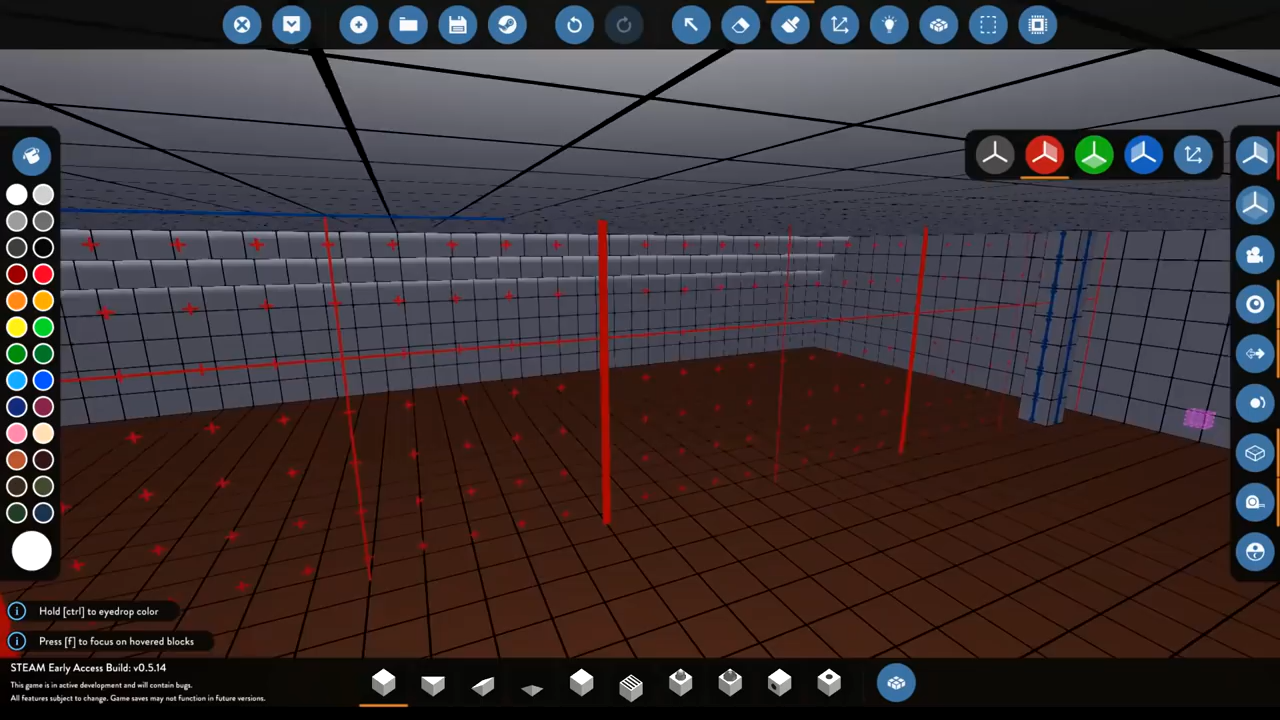 Hold [ctrl] to eyedrop color
Press [f] to focus on hovered blocks
STEAM Early Access Build: v0.5.14
This game is in active development and will contain bugs.
All features subject to change. Game saves may not function in future versions.